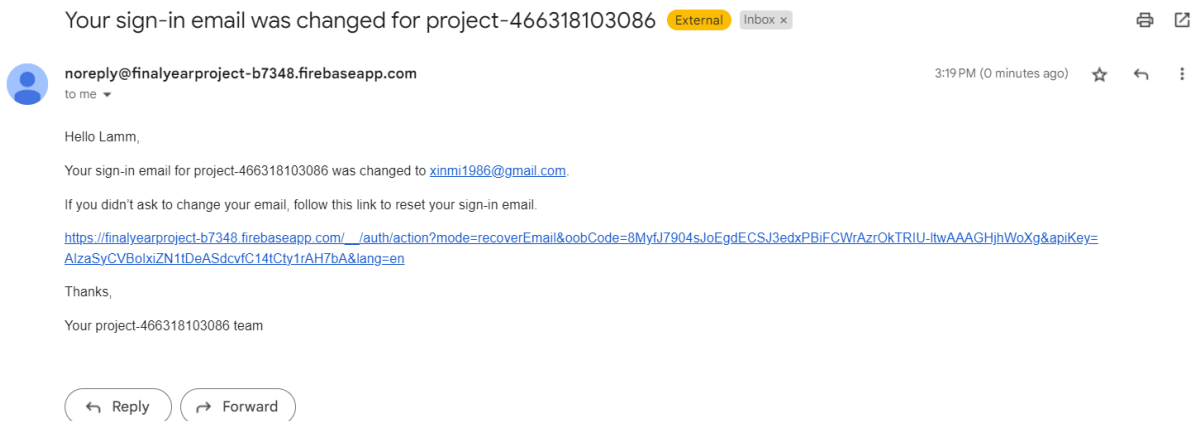 Your sign-in email was changed for project-466318103086 External Inbox ×
noreply@finalyearproject-b7348.firebaseapp.com 3:19 PM (0 minutes ago)
to me
Hello Lamm,
Your sign-in email for project-466318103086 was changed to xinmi1986@gmail.com.
If you didn't ask to change your email, follow this link to reset your sign-in email.
https://finalyearproject-b7348.firebaseapp.com/__/auth/action?mode=recoverEmail&oobCode=8MyfJ7904sJoEgdECSJ3edxPBiFCWrAzrOkTRIU-ltwAAAGHjhWoXg&apiKey=
AIzaSyCVBolxiZN1tDeASdcvfC14tCty1rAH7bA&lang=en
Thanks,
Your project-466318103086 team
Reply Forward